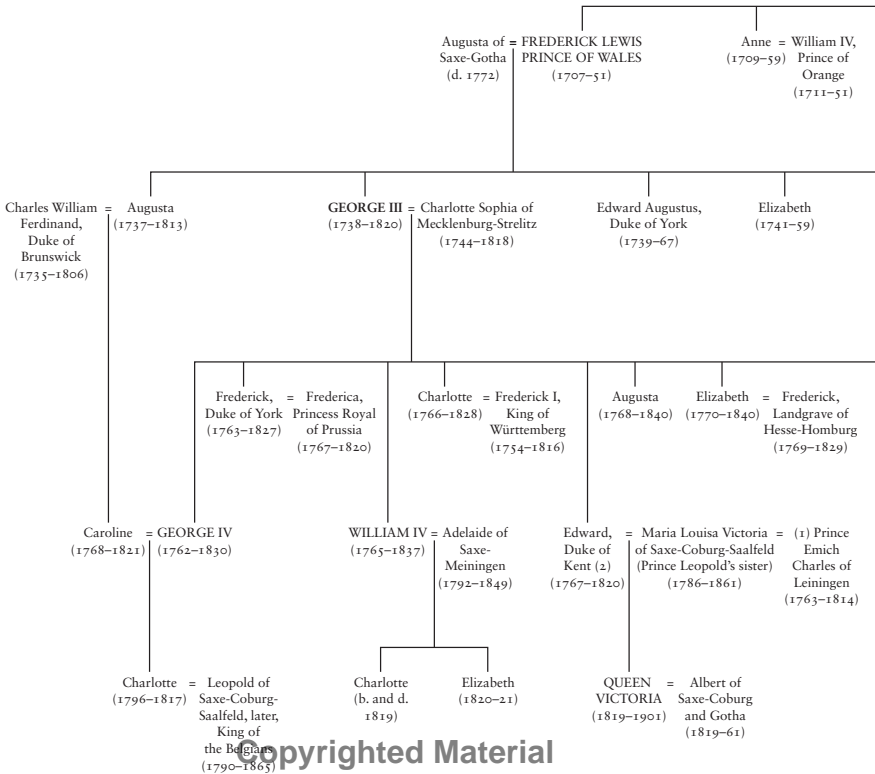 Augusta of = FREDERICK LEWIS
Saxe-Gotha PRINCE OF WALES
(d. 1772) (1707–51)
Anne = William IV,
(1709–59) Prince of
Orange
(1711–51)
Charles William = Augusta
Ferdinand, (1737–1813)
Duke of
Brunswick
(1735–1806)
GEORGE III = Charlotte Sophia of
(1738–1820) Mecklenburg-Strelitz
(1744–1818)
Edward Augustus,
Duke of York
(1739–67)
Elizabeth
(1741–59)
Frederick, = Frederica,
Duke of York Princess Royal
(1763–1827) of Prussia
(1767–1820)
Charlotte = Frederick I,
(1766–1828) King of
Württemberg
(1754–1816)
Augusta
(1768–1840)
Elizabeth = Frederick,
(1770–1840) Landgrave of
Hesse-Homburg
(1769–1829)
Caroline = GEORGE IV
(1768–1821) (1762–1830)
WILLIAM IV = Adelaide of
(1765–1837) Saxe-
Meiningen
(1792–1849)
Edward, = Maria Louisa Victoria = (1) Prince
Duke of of Saxe-Coburg-Saalfeld Emich
Kent (2) (Prince Leopold's sister) Charles of
(1767–1820) (1786–1861) Leiningen
(1763–1814)
Charlotte = Leopold of
(1796–1817) Saxe-Coburg-
Saalfeld, later,
King of
the Belgians
(1790–1865)
Charlotte
(b. and d.
1819)
Elizabeth
(1820–21)
QUEEN = Albert of
VICTORIA Saxe-Coburg
(1819–1901) and Gotha
(1819–61)
Copyrighted Material